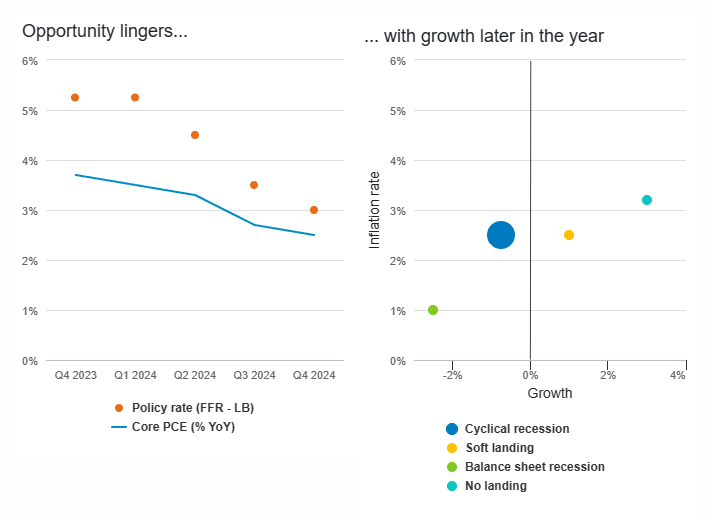 Opportunity lingers...
6%
5%
4%
3%
2%
1%
0%
Q4 2023 Q1 2024 Q2 2024 Q3 2024 Q4 2024
Policy rate (FFR - LB)
Core PCE (% YoY)
... with growth later in the year
Inflation rate
6%
5%
4%
3%
2%
1%
0%
-2% 0% 2% 4%
Growth
Cyclical recession
Soft landing
Balance sheet recession
No landing